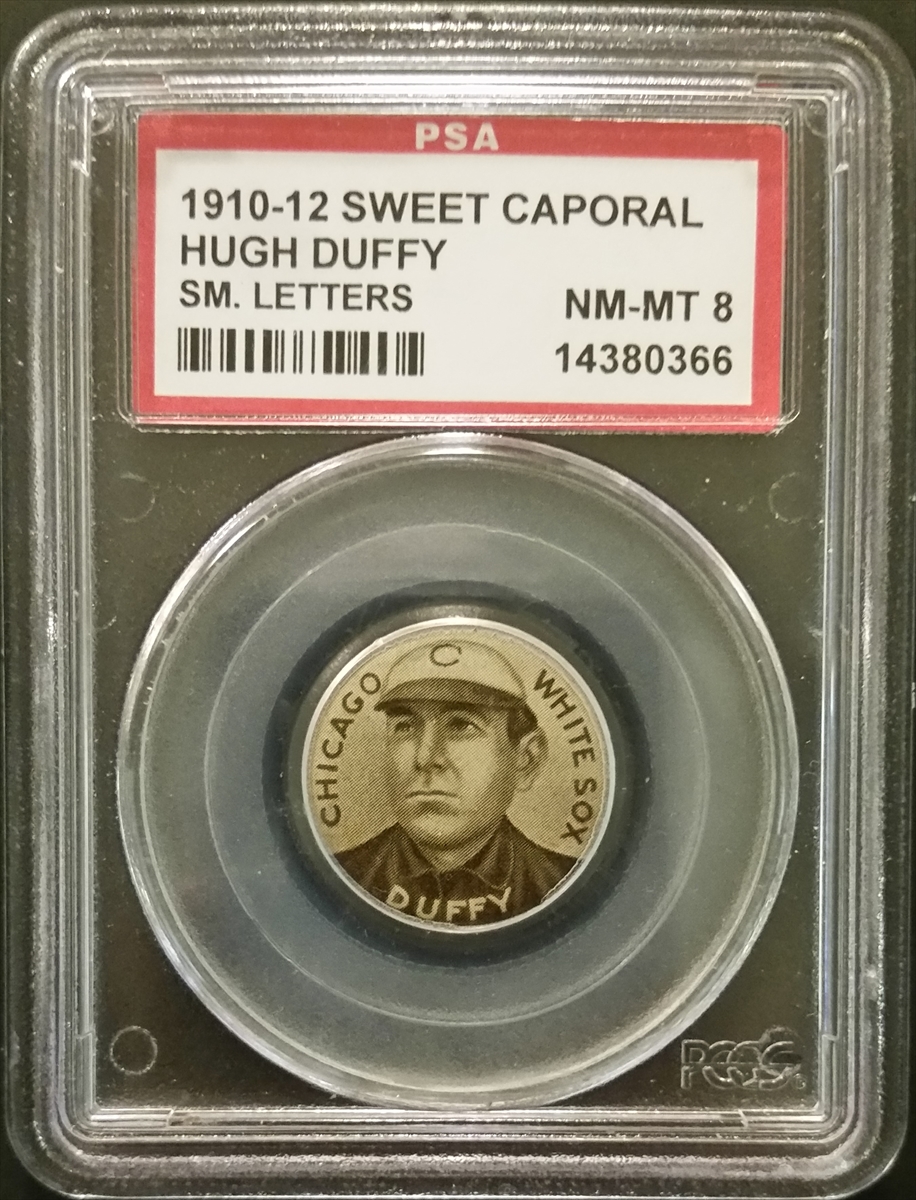 PSA
1910-12 SWEET CAPORAL
HUGH DUFFY
SM. LETTERS
NM-MT 8
14380366
C
CHICAGO
WHITE SOX
DUFFY
PCGS